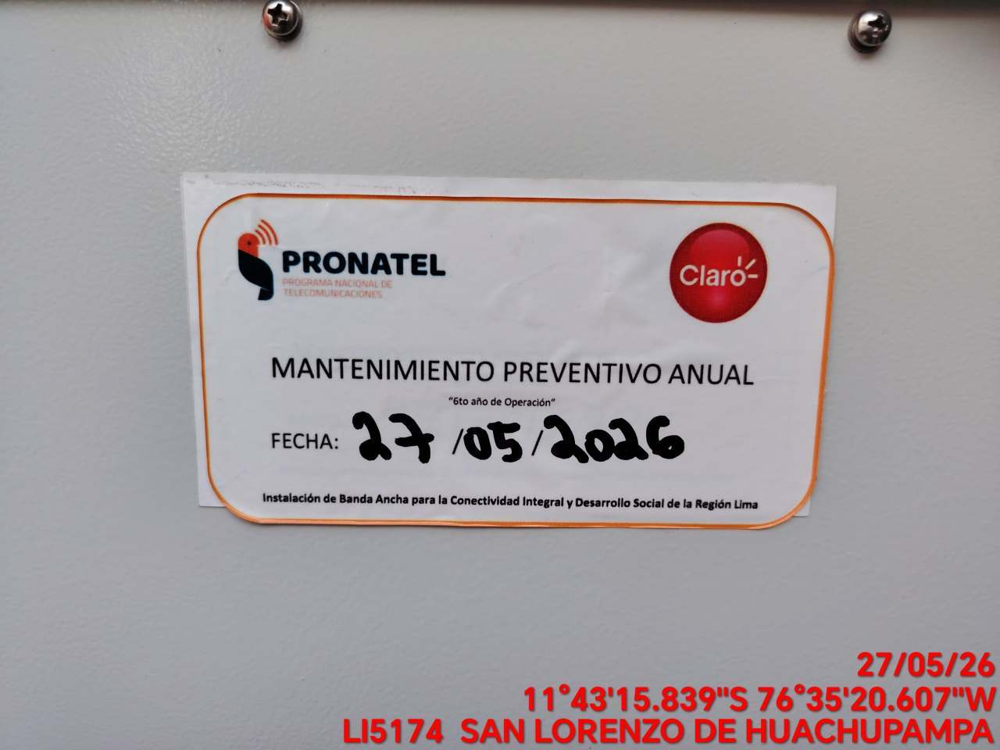 PRONATEL
PROGRAMA NACIONAL DE
TELECOMUNICACIONES
Claro
MANTENIMIENTO PREVENTIVO ANUAL
"6to año de Operación"
FECHA: 27/05/2026
Instalación de Banda Ancha para la Conectividad Integral y Desarrollo Social de la Región Lima
27/05/26
11°43'15.839"S 76°35'20.607"W
LI5174 SAN LORENZO DE HUACHUPAMPA